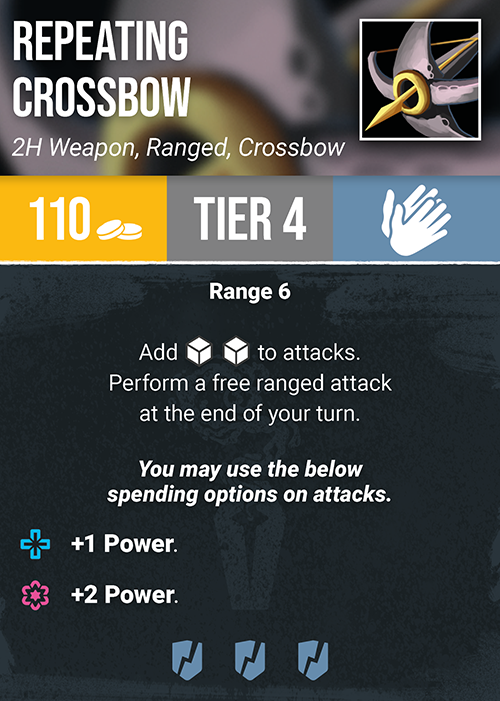 REPEATING
CROSSBOW
2H Weapon, Ranged, Crossbow
110
TIER 4
Range 6
Add to attacks.
Perform a free ranged attack
at the end of your turn.
You may use the below
spending options on attacks.
+1 Power.
+2 Power.